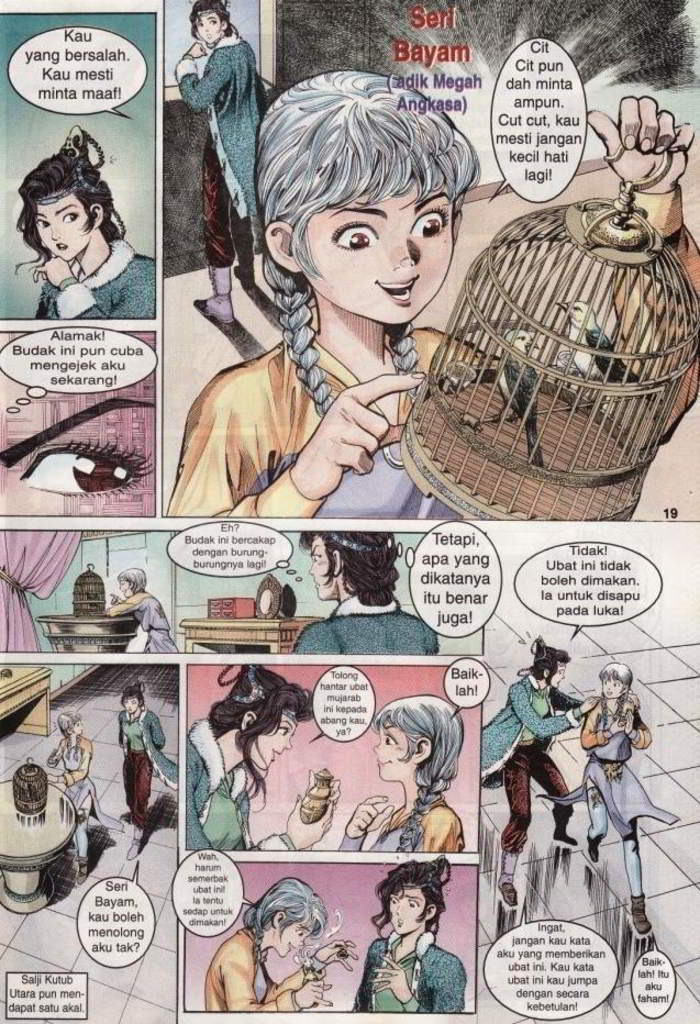 Kau
yang bersalah.
Kau mesti
minta maaf!
Seri
Bayam
(adik Megah
Angkasa)
Cit
Cit pun
dah minta
ampun.
Cut cut, kau
mesti jangan
kecil hati
lagi!
Alamak!
Budak ini pun cuba
mengejek aku
sekarang!
19
Eh?
Budak ini bercakap
dengan burung-
burungnya lagi!
Tetapi,
apa yang
dikatanya
itu benar
juga!
Seri
Bayam,
kau boleh
menolong
aku tak?
Salji Kutub
Utara pun men-
dapat satu akal.
Tolong
hantar ubat
mujarab
ini kepada
abang kau,
ya?
Baik-
lah!
Wah,
harum
semerbak
ubat ini!
Ia tentu
sedap untuk
dimakan!
Tidak!
Ubat ini tidak
boleh dimakan.
Ia untuk disapu
pada luka!
Ingat,
jangan kau kata
aku yang memberikan
ubat ini. Kau kata
ubat ini kau jumpa
dengan secara
kebetulan!
Baik-
lah! Itu
aku
faham!